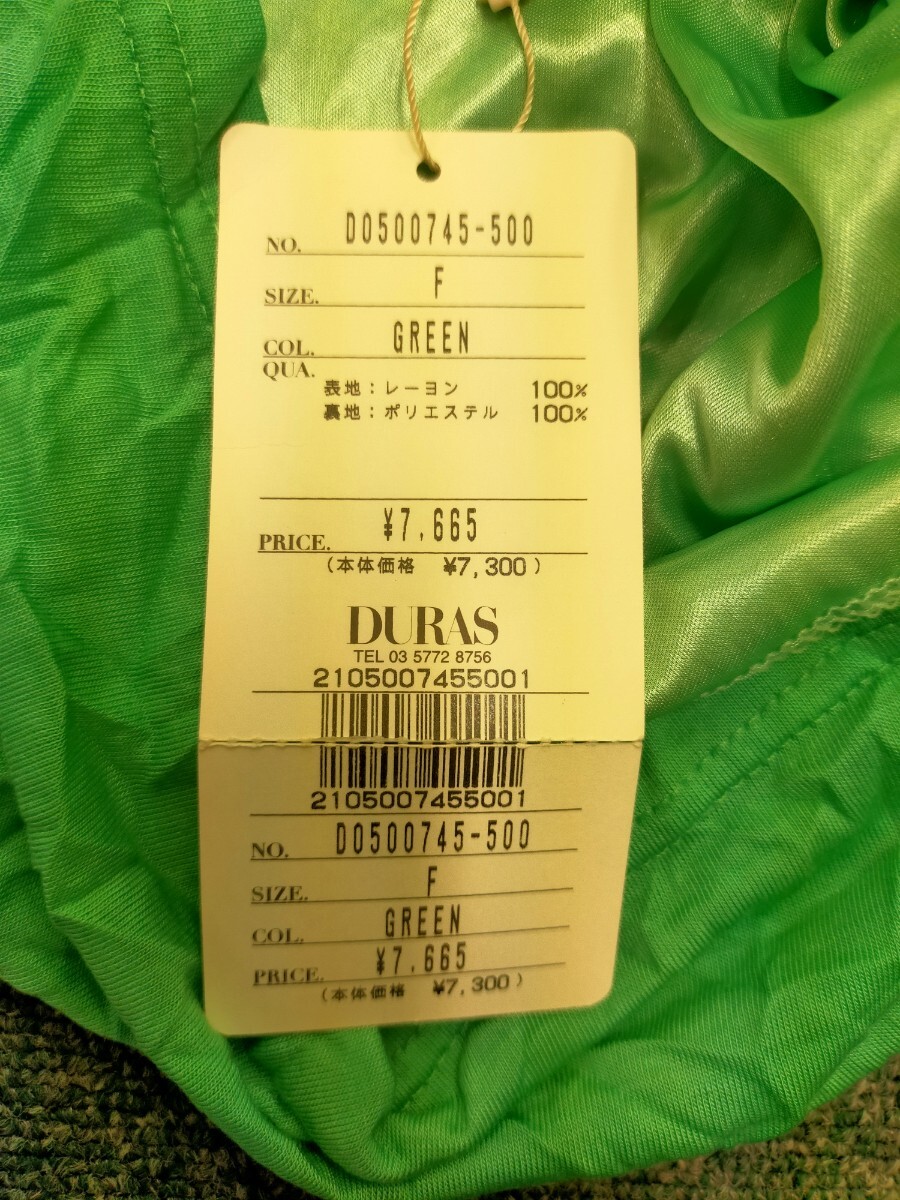 NO. D0500745-500
SIZE. F
COL. GREEN
QUA.
表地:レーヨン 100%
裏地:ポリエステル 100%
PRICE. ¥7,665
(本体価格 ¥7,300)
DURAS
TEL 03 5772 8756
2105007455001
2105007455001
NO. D0500745-500
SIZE. F
COL. GREEN
PRICE. ¥7,665
(本体価格 ¥7,300)